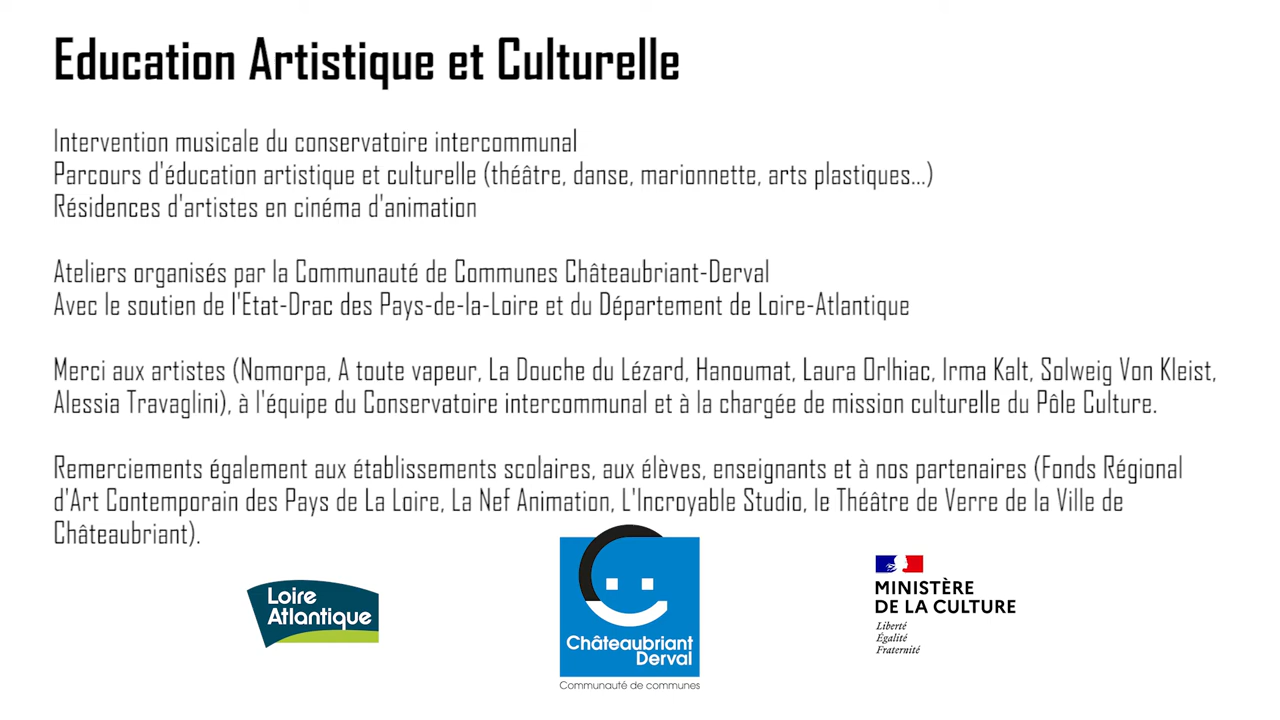 Education Artistique et Culturelle
Intervention musicale du conservatoire intercommunal
Parcours d'éducation artistique et culturelle (théâtre, danse, marionnette, arts plastiques...)
Résidences d'artistes en cinéma d'animation
Ateliers organisés par la Communauté de Communes Châteaubriant-Derval
Avec le soutien de l'Etat-Drac des Pays-de-la-Loire et du Département de Loire-Atlantique
Merci aux artistes (Nomorpa, A toute vapeur, La Douche du Lézard, Hanoumat, Laura Orlhiac, Irma Kalt, Solweig Von Kleist,
Alessia Travaglini), à l'équipe du Conservatoire intercommunal et à la chargée de mission culturelle du Pôle Culture.
Remerciements également aux établissements scolaires, aux élèves, enseignants et à nos partenaires (Fonds Régional
d'Art Contemporain des Pays de La Loire, La Nef Animation, L'Incroyable Studio, le Théâtre de Verre de la Ville de
Châteaubriant).
Loire
Atlantique
Châteaubriant
Derval
Communauté de communes
MINISTÈRE
DE LA CULTURE
Liberté
Égalité
Fraternité